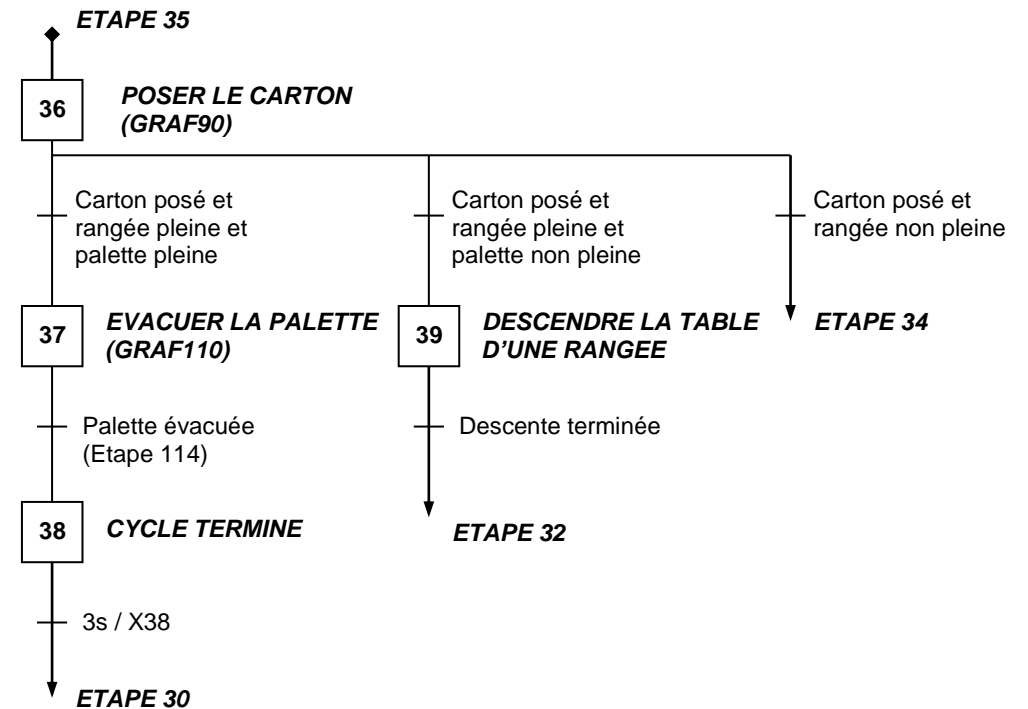 ETAPE 35
36
POSER LE CARTON
(GRAF90)
Carton posé et
rangée pleine et
palette pleine
Carton posé et
rangée pleine et
palette non pleine
Carton posé et
rangée non pleine
37
EVACUER LA PALETTE
(GRAF110)
39
DESCENDRE LA TABLE
D'UNE RANGEE
ETAPE 34
Palette évacuée
(Etape 114)
Descente terminée
38
CYCLE TERMINE
ETAPE 32
3s / X38
ETAPE 30